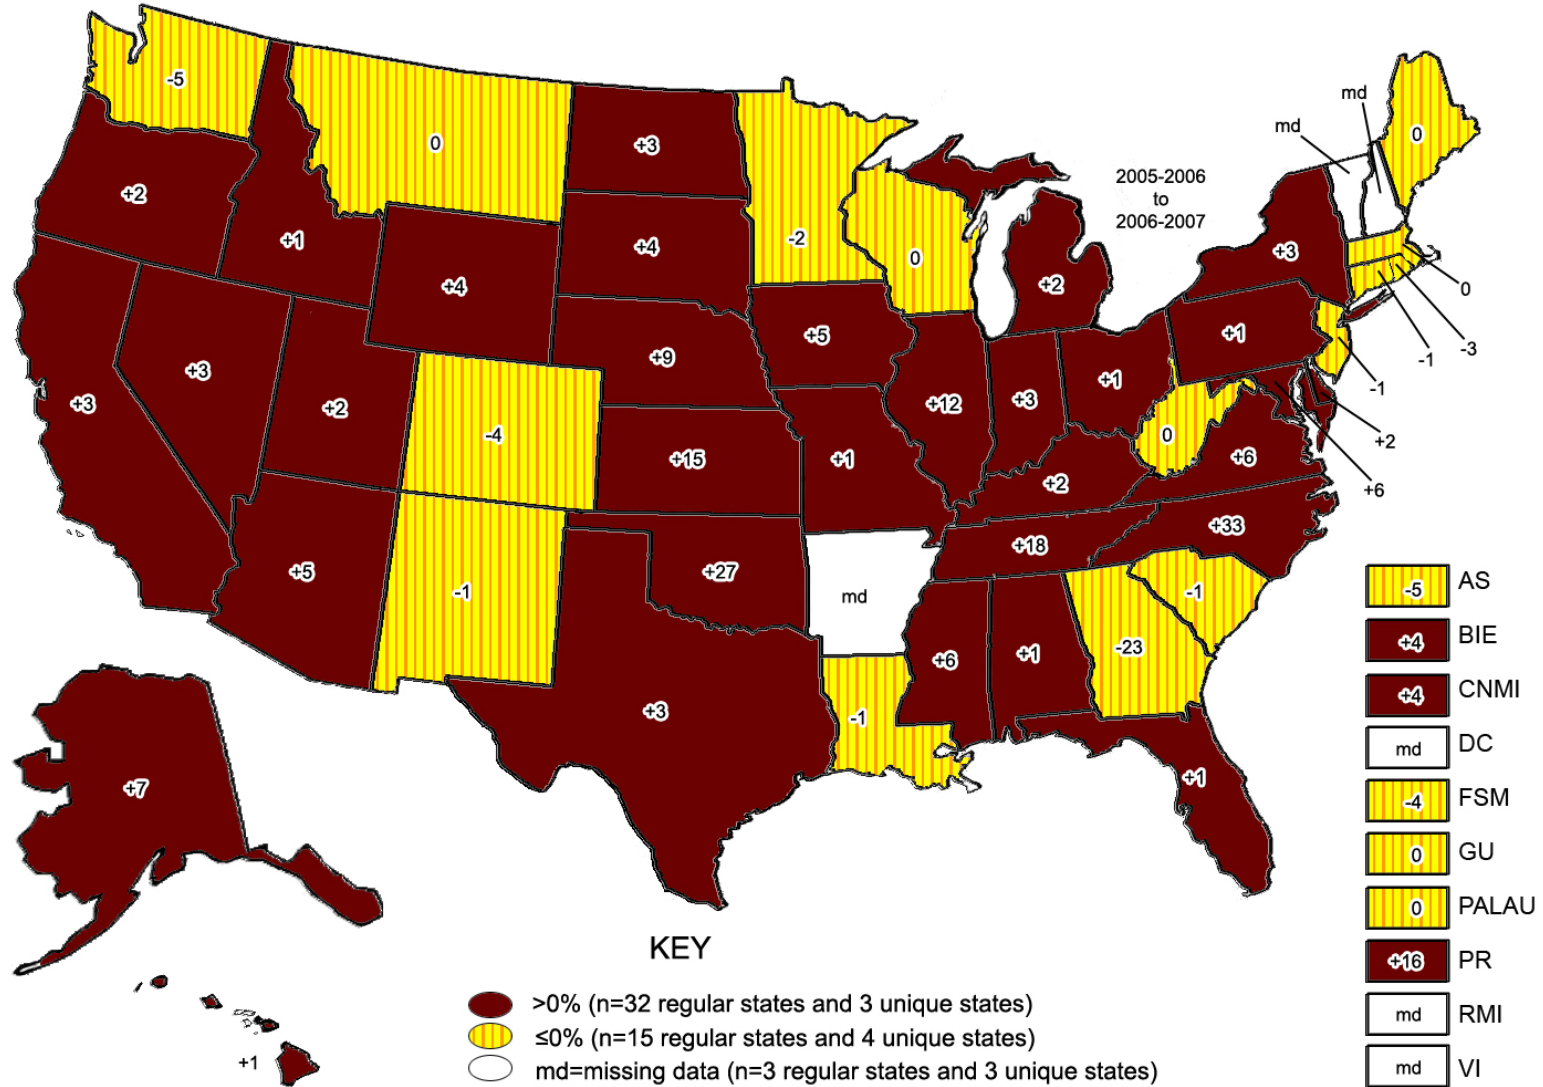 md
md
-5
0
0
+3
2005-2006
to
2006-2007
+2
+1
+4
-2
0
+3
+4
+2
0
+5
+1
-3
-1
+3
+3
+2
+9
+12
+3
+1
-1
-4
+15
+1
0
+6
+2
+2
+6
+33
+18
+5
-1
+27
md
-1
-5 AS
+6
+1
-23
+4 BIE
+3
-1
+4 CNMI
md DC
+7
+1
-4 FSM
0 GU
0 PALAU
KEY
+16 PR
>0% (n=32 regular states and 3 unique states)
md RMI
≤0% (n=15 regular states and 4 unique states)
+1
md=missing data (n=3 regular states and 3 unique states)
md VI